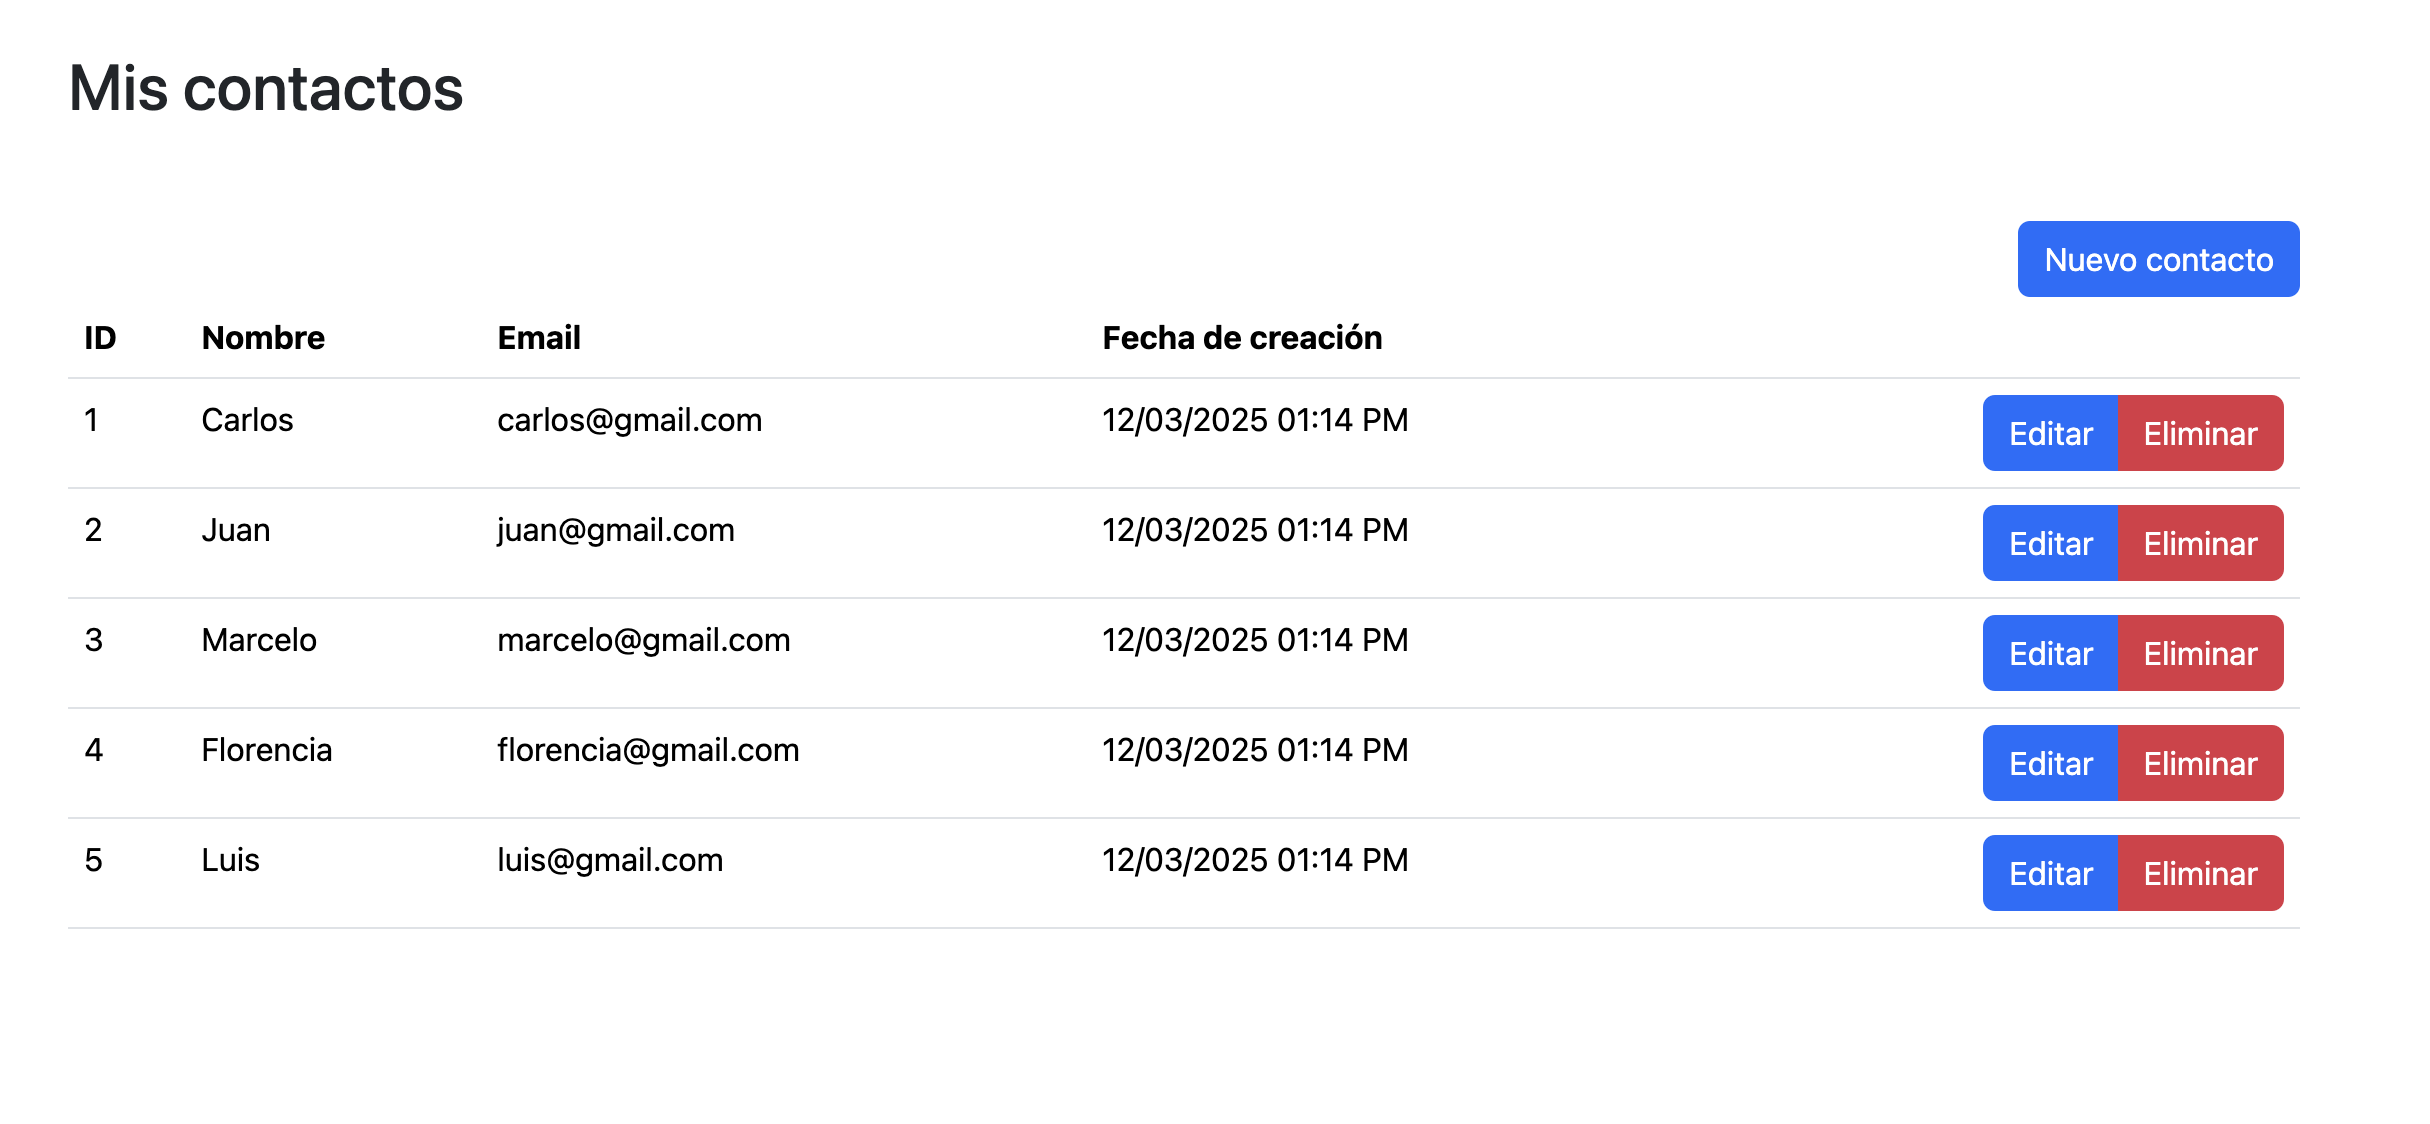 Mis contactos
Nuevo contacto
ID Nombre Email Fecha de creación
1 Carlos carlos@gmail.com 12/03/2025 01:14 PM Editar Eliminar
2 Juan juan@gmail.com 12/03/2025 01:14 PM Editar Eliminar
3 Marcelo marcelo@gmail.com 12/03/2025 01:14 PM Editar Eliminar
4 Florencia florencia@gmail.com 12/03/2025 01:14 PM Editar Eliminar
5 Luis luis@gmail.com 12/03/2025 01:14 PM Editar Eliminar